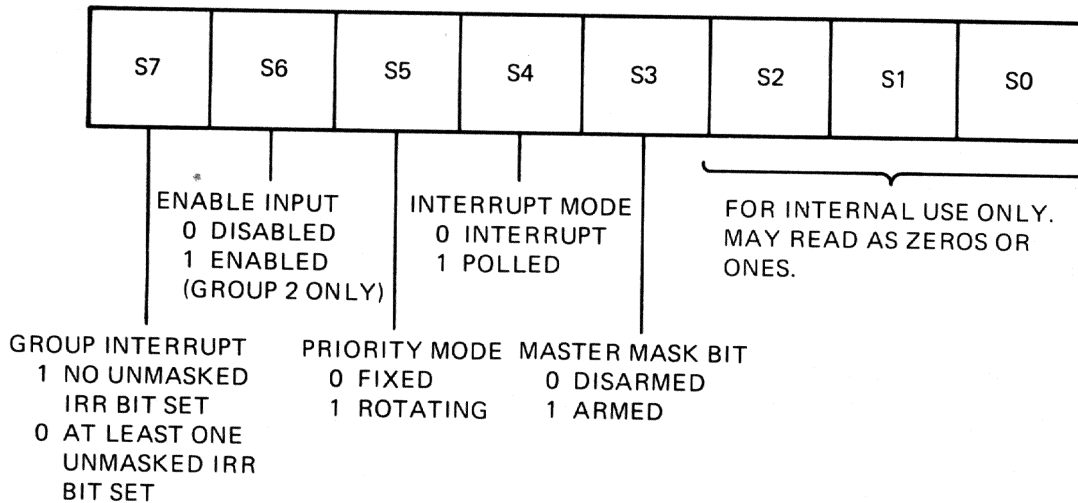 S7 S6 S5 S4 S3 S2 S1 S0
ENABLE INPUT
0 DISABLED
1 ENABLED
(GROUP 2 ONLY)
INTERRUPT MODE
0 INTERRUPT
1 POLLED
FOR INTERNAL USE ONLY.
MAY READ AS ZEROS OR
ONES.
GROUP INTERRUPT
1 NO UNMASKED
IRR BIT SET
0 AT LEAST ONE
UNMASKED IRR
BIT SET
PRIORITY MODE
0 FIXED
1 ROTATING
MASTER MASK BIT
0 DISARMED
1 ARMED